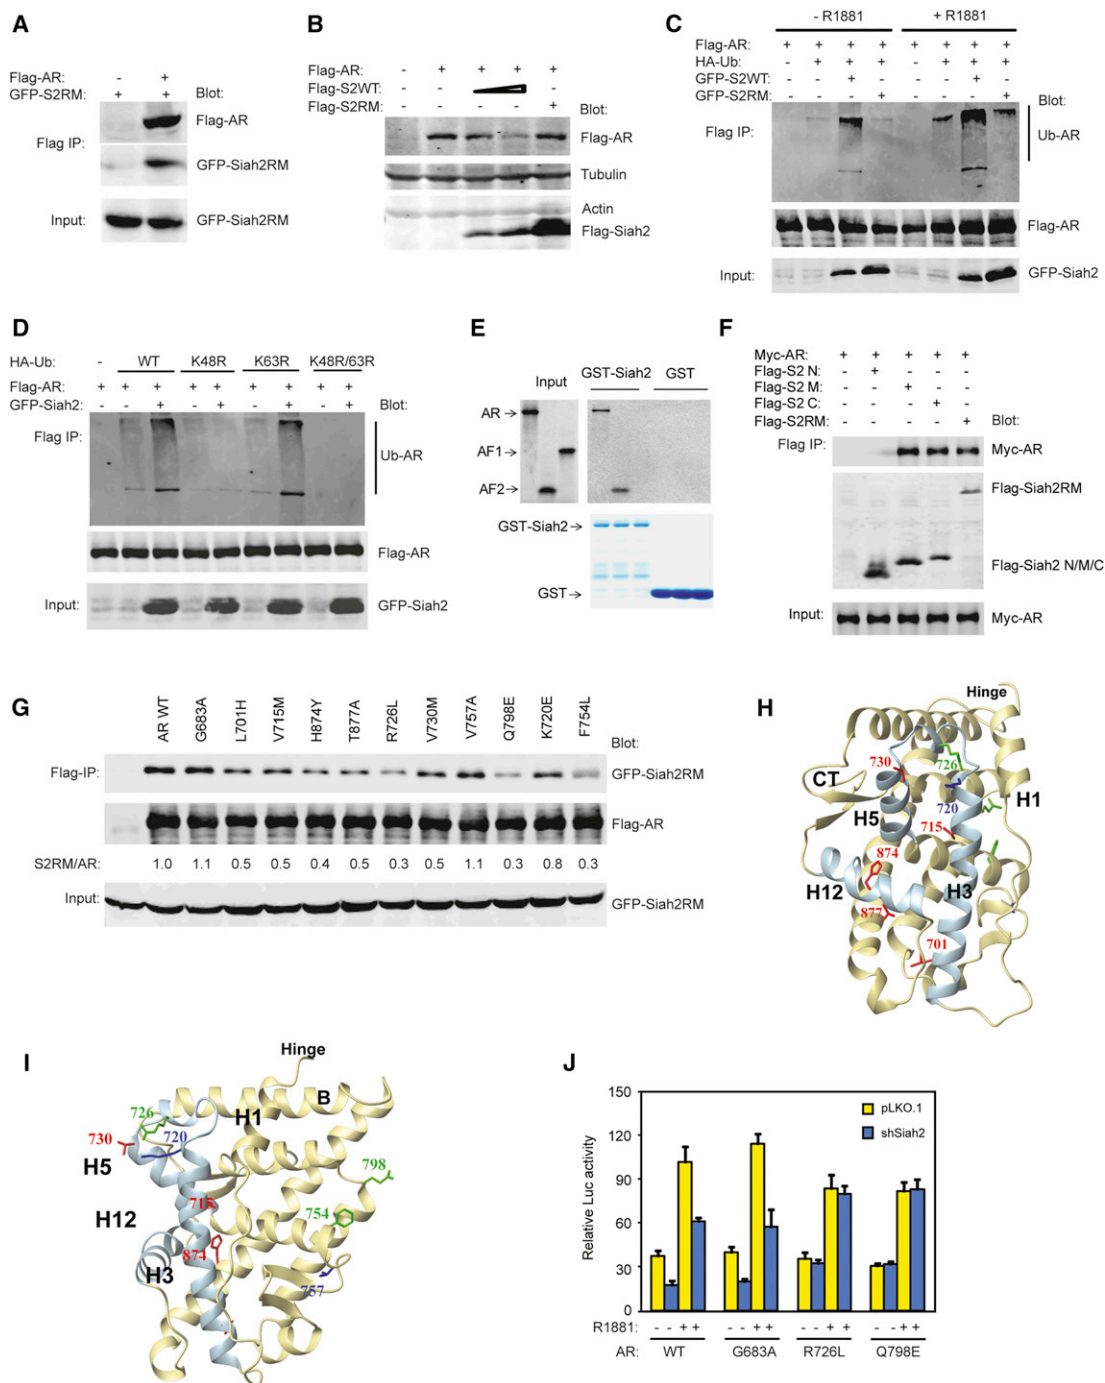 A
Flag-AR: - +
GFP-S2RM: + + Blot:
Flag-AR
Flag IP:
GFP-Siah2RM
Input: GFP-Siah2RM
B
Flag-AR: - + + + +
Flag-S2WT: - -
Flag-S2RM: - - - - + Blot:
Flag-AR
Tubulin
Actin
Flag-Siah2
C
- R1881 + R1881
Flag-AR: + + + + + + + +
HA-Ub: - + + + - + + +
GFP-S2WT: - - + - - - + -
GFP-S2RM: - - - + - - - +
Blot:
Flag IP: Ub-AR
Flag-AR
Input: GFP-Siah2
D
HA-Ub: - WT K48R K63R K48R/63R
Flag-AR: + + + + + + + + +
GFP-Siah2: - - + - + - + - + Blot:
Flag IP:
Ub-AR
Flag-AR
Input: GFP-Siah2
E
GST-Siah2 GST
Input
AR
AF1
AF2
GST-Siah2
GST
F
Myc-AR: + + + + +
Flag-S2 N: - + - - -
Flag-S2 M: - - + - -
Flag-S2 C: - - - + -
Flag-S2RM: - - - - + Blot:
Flag IP: Myc-AR
Flag-Siah2RM
Flag-Siah2 N/M/C
Input: Myc-AR
G
AR WT G683A L701H V715M H874Y T877A R726L V730M V757A Q798E K720E F754L
Blot:
Flag-IP: GFP-Siah2RM
Flag-AR
S2RM/AR: 1.0 1.1 0.5 0.5 0.4 0.5 0.3 0.5 1.1 0.3 0.8 0.3
Input: GFP-Siah2RM
H
Hinge
730 726
CT
720
H1
H5
715
874
H12 H3
877
701
I
Hinge
B
726
H1
730 720
H5
798
715
754
H12
874
H3
757
J
150
120
90
60
30
0
Relative Luc activity
pLKO.1
shSiah2
R1881: - - + + - - + + - - + + - - + +
AR: WT G683A R726L Q798E